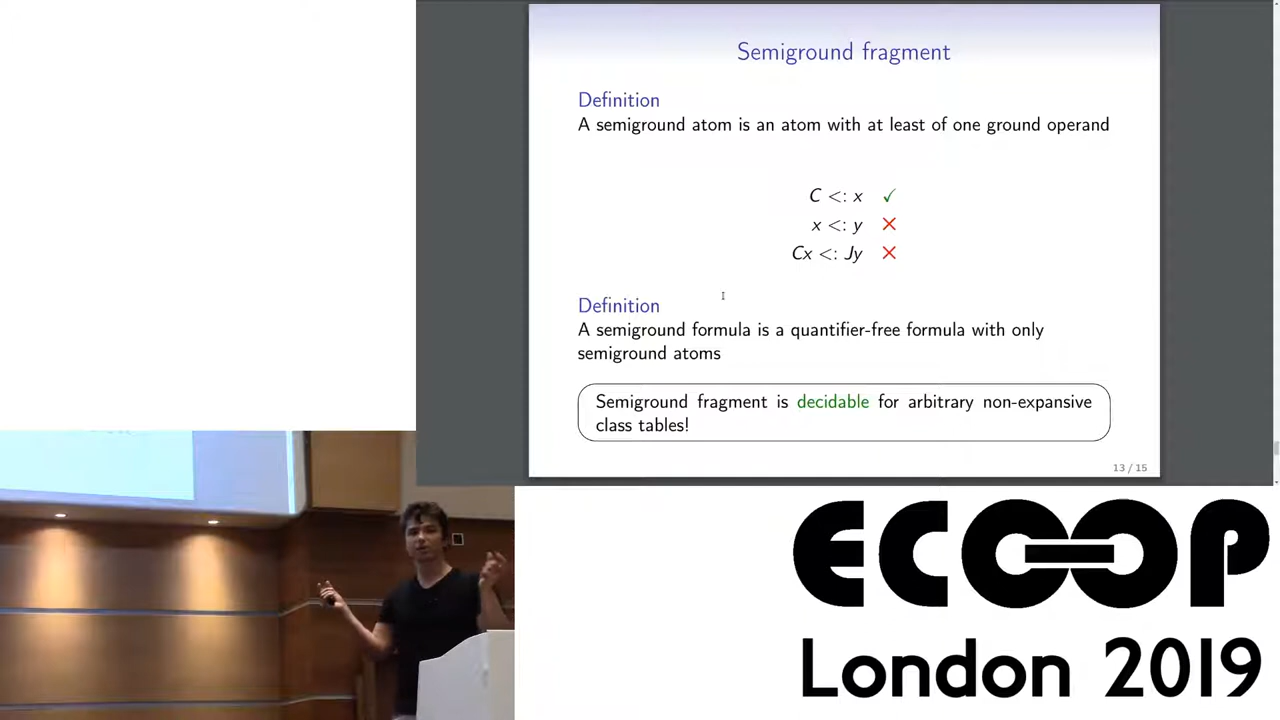 Semiground fragment
Definition
A semiground atom is an atom with at least of one ground operand
C <: x ✓
x <: y ✕
Cx <: Jy ✕
Definition
A semiground formula is a quantifier-free formula with only
semiground atoms
Semiground fragment is decidable for arbitrary non-expansive
class tables!
13 / 15
ECOOP
London 2019